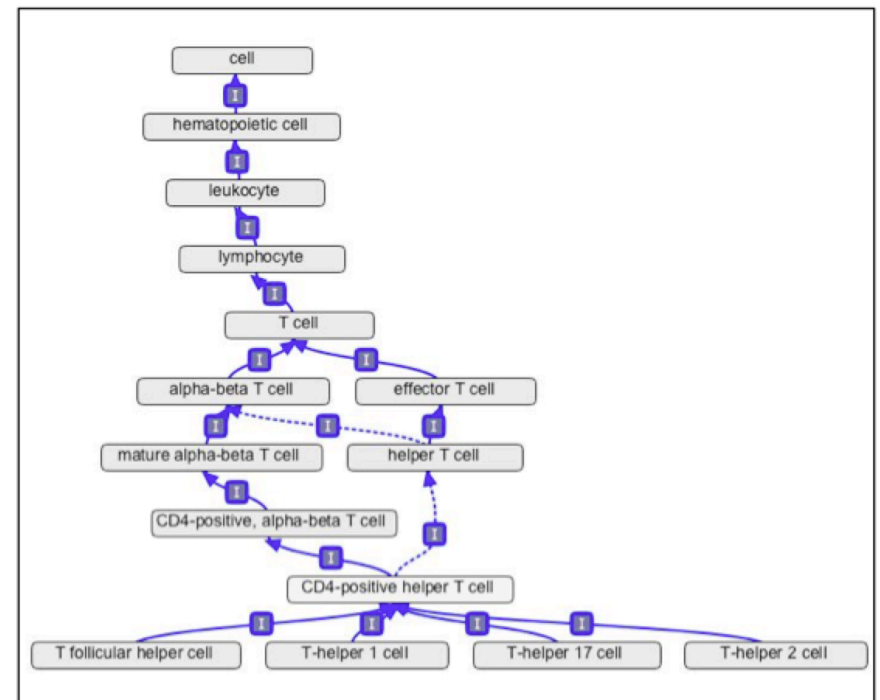 cell
I
hematopoietic cell
I
leukocyte
I
lymphocyte
I
T cell
I I
alpha-beta T cell effector T cell
I I I
mature alpha-beta T cell helper T cell
I
CD4-positive, alpha-beta T cell
I
I
CD4-positive helper T cell
I I I I
T follicular helper cell T-helper 1 cell T-helper 17 cell T-helper 2 cell